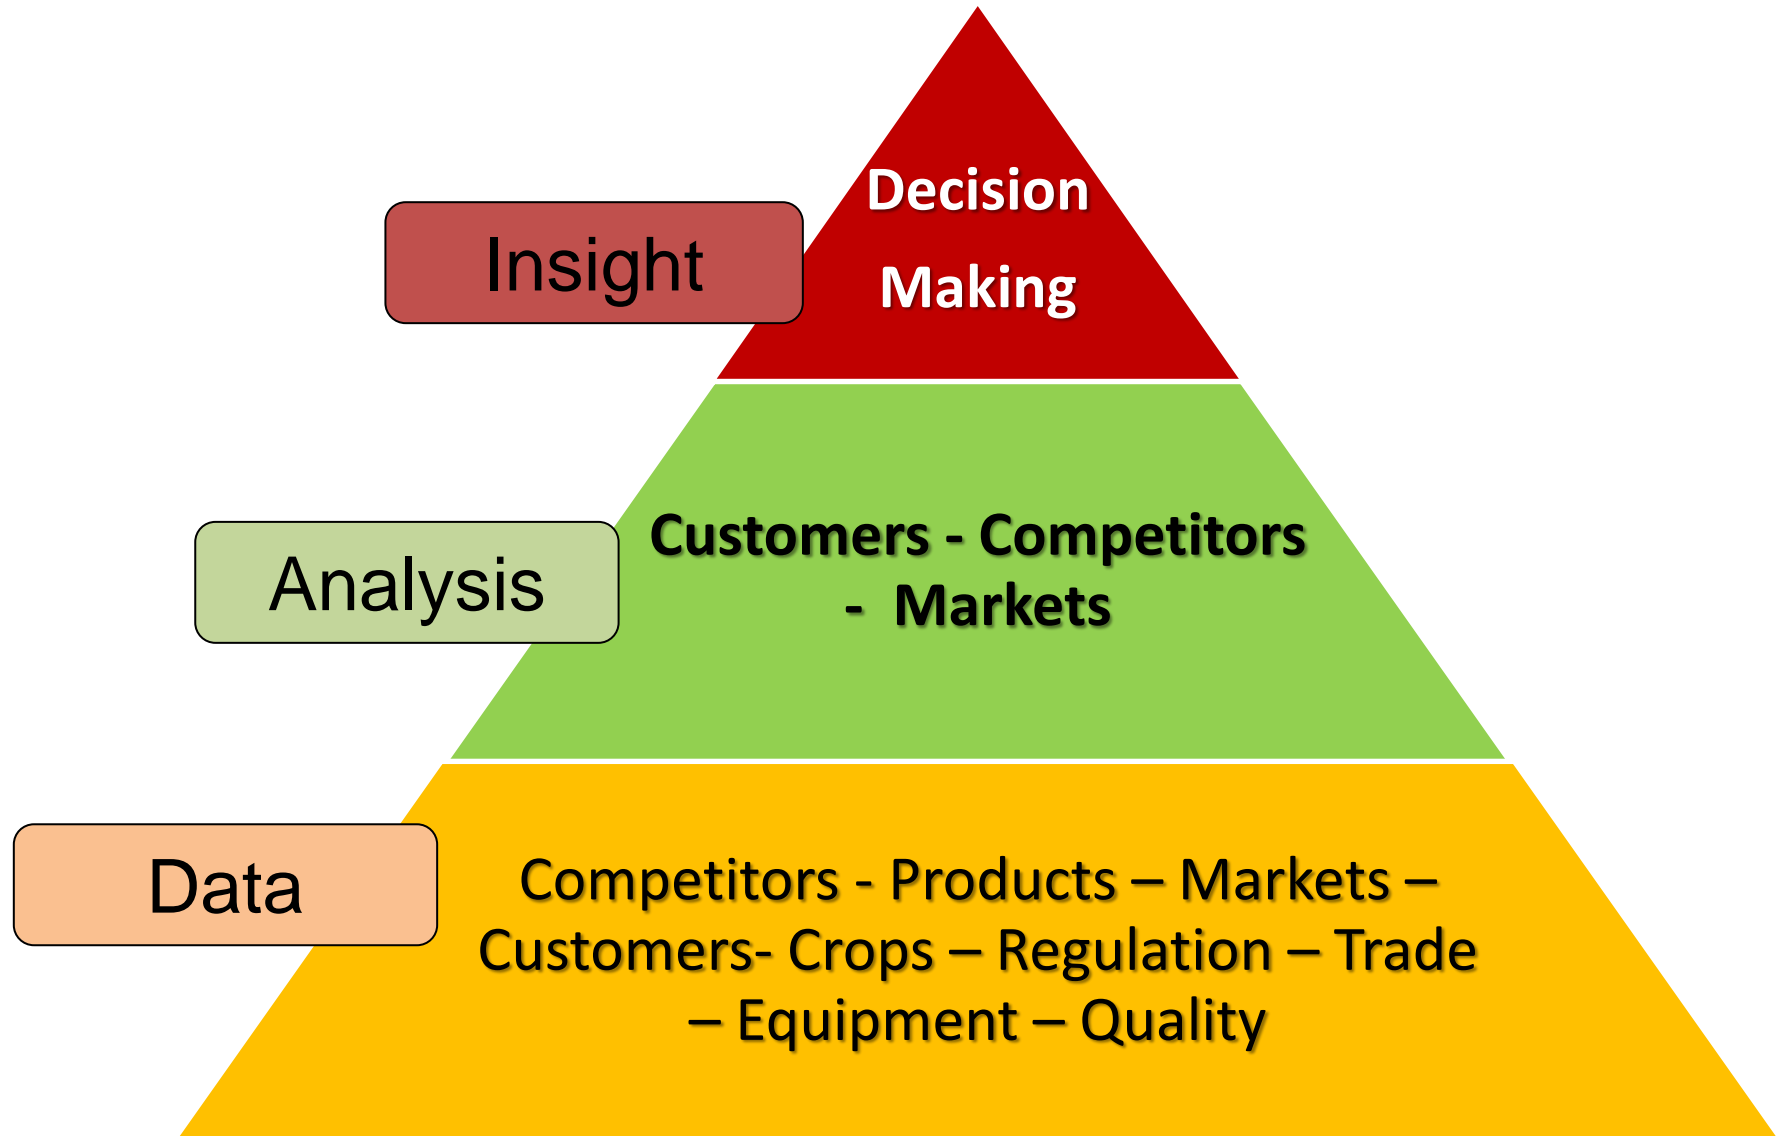 Decision
Making
Insight
Customers - Competitors
- Markets
Analysis
Competitors - Products – Markets –
Customers- Crops – Regulation – Trade
– Equipment – Quality
Data